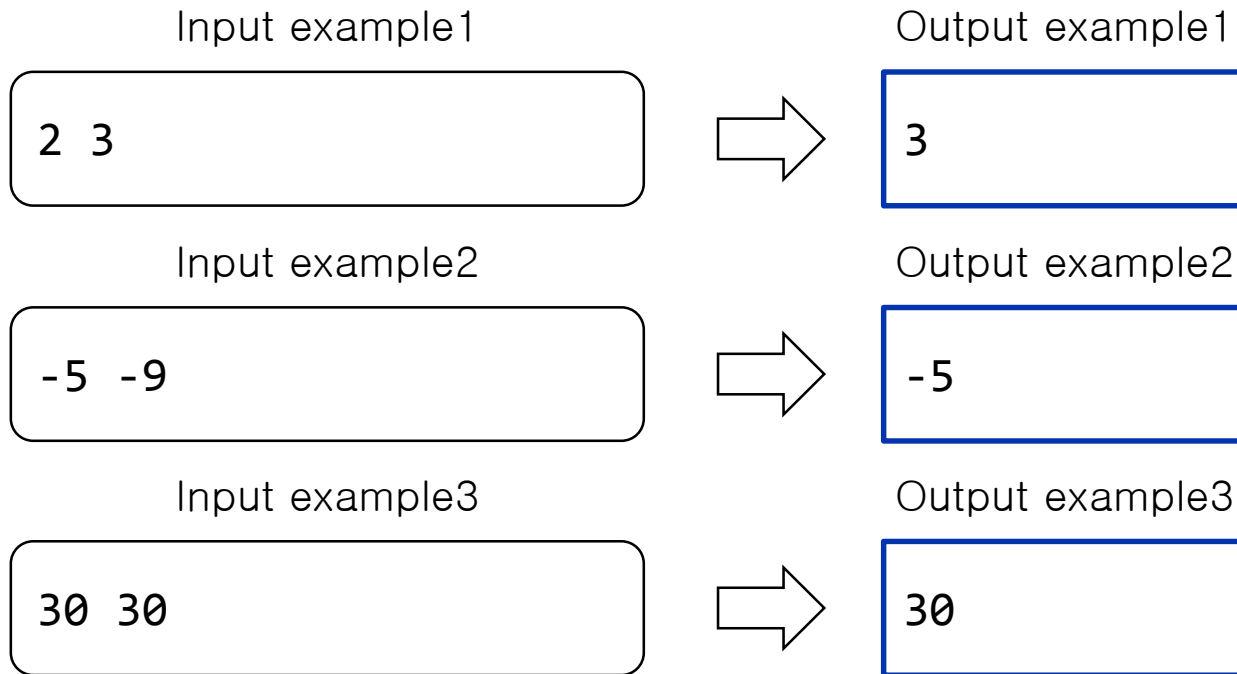 Input example1
Output example1
2 3
3
Input example2
Output example2
-5 -9
-5
Input example3
Output example3
30 30
30